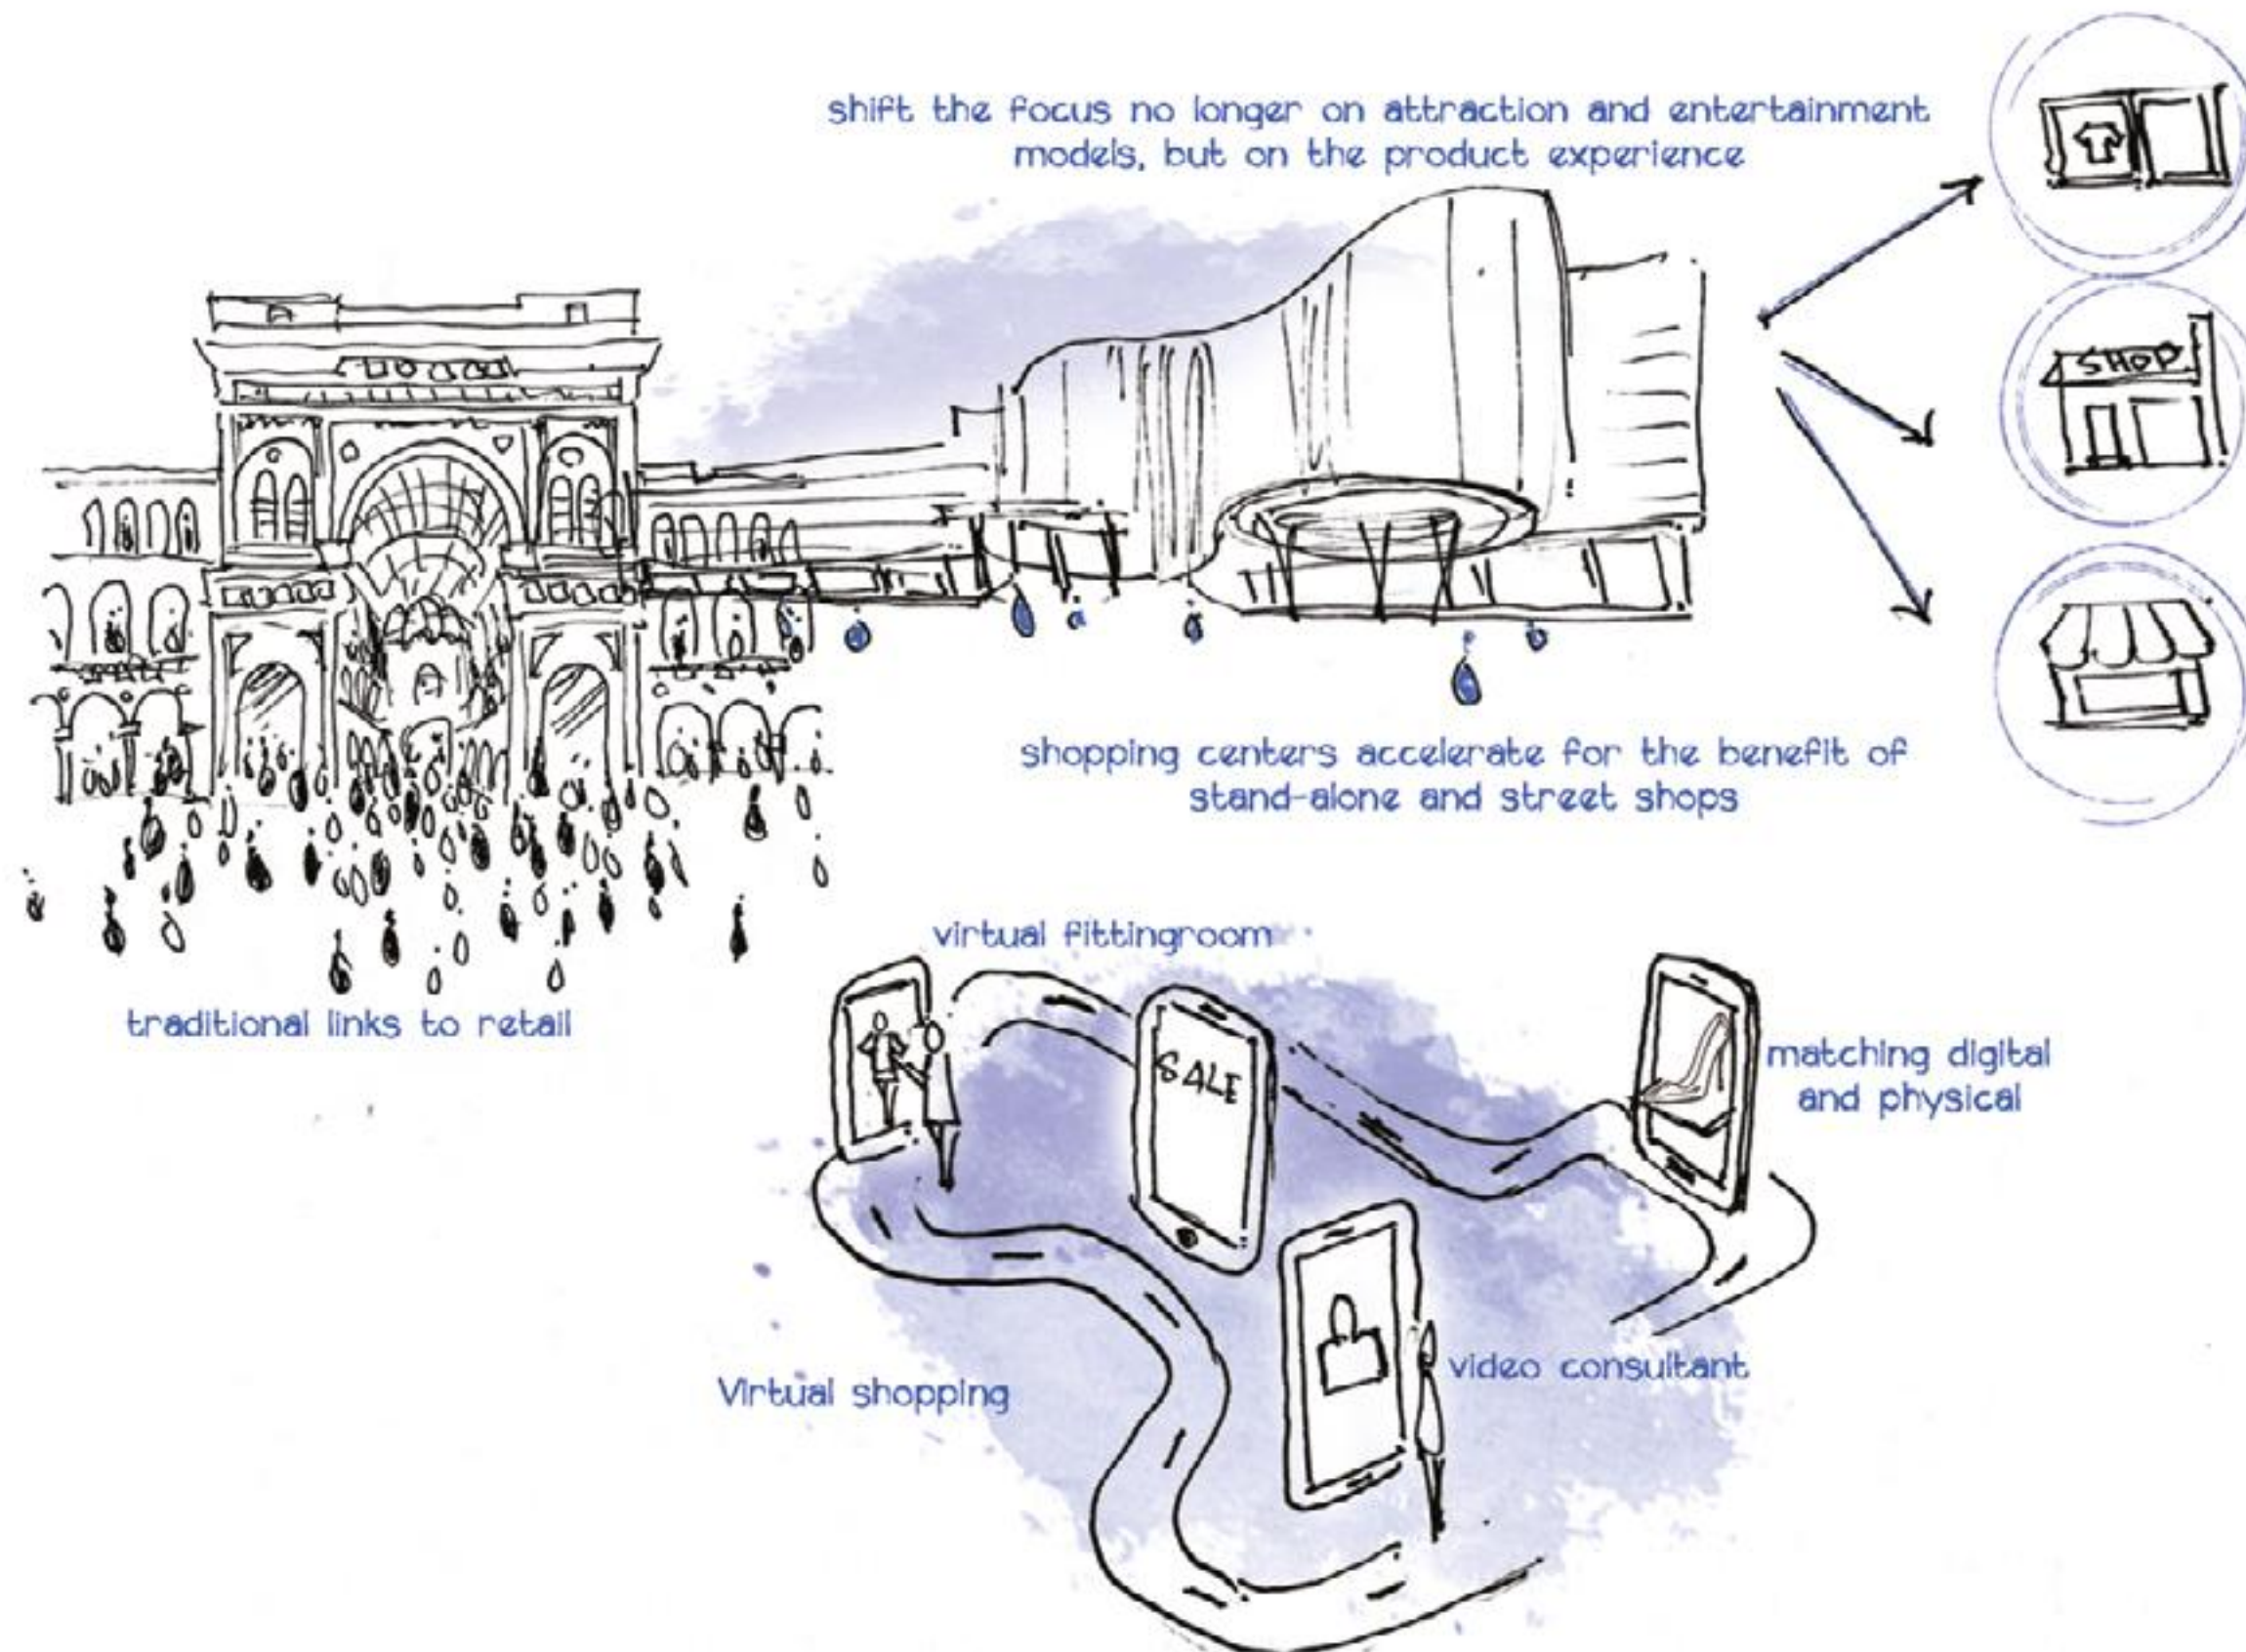 shift the focus no longer on attraction and entertainment
models, but on the product experience
SHOP
shopping centers accelerate for the benefit of
stand-alone and street shops
traditional links to retail
virtual fittingroom
SALE
matching digital
and physical
Virtual shopping
video consultant